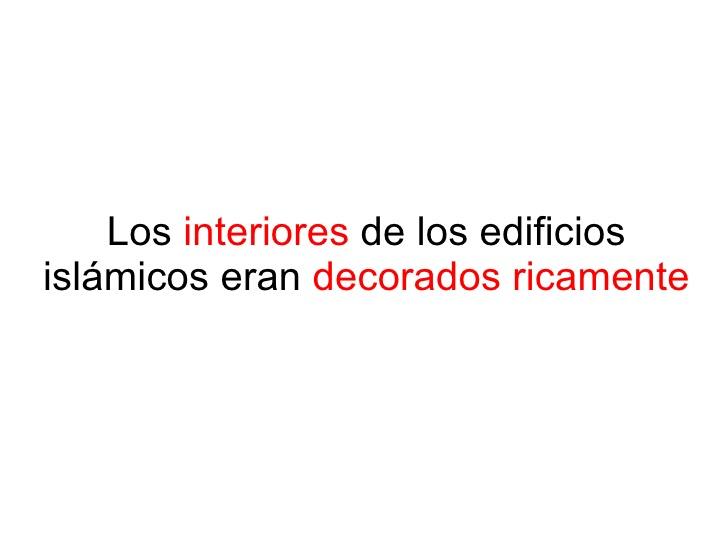 Los interiores de los edificios
islámicos eran decorados ricamente